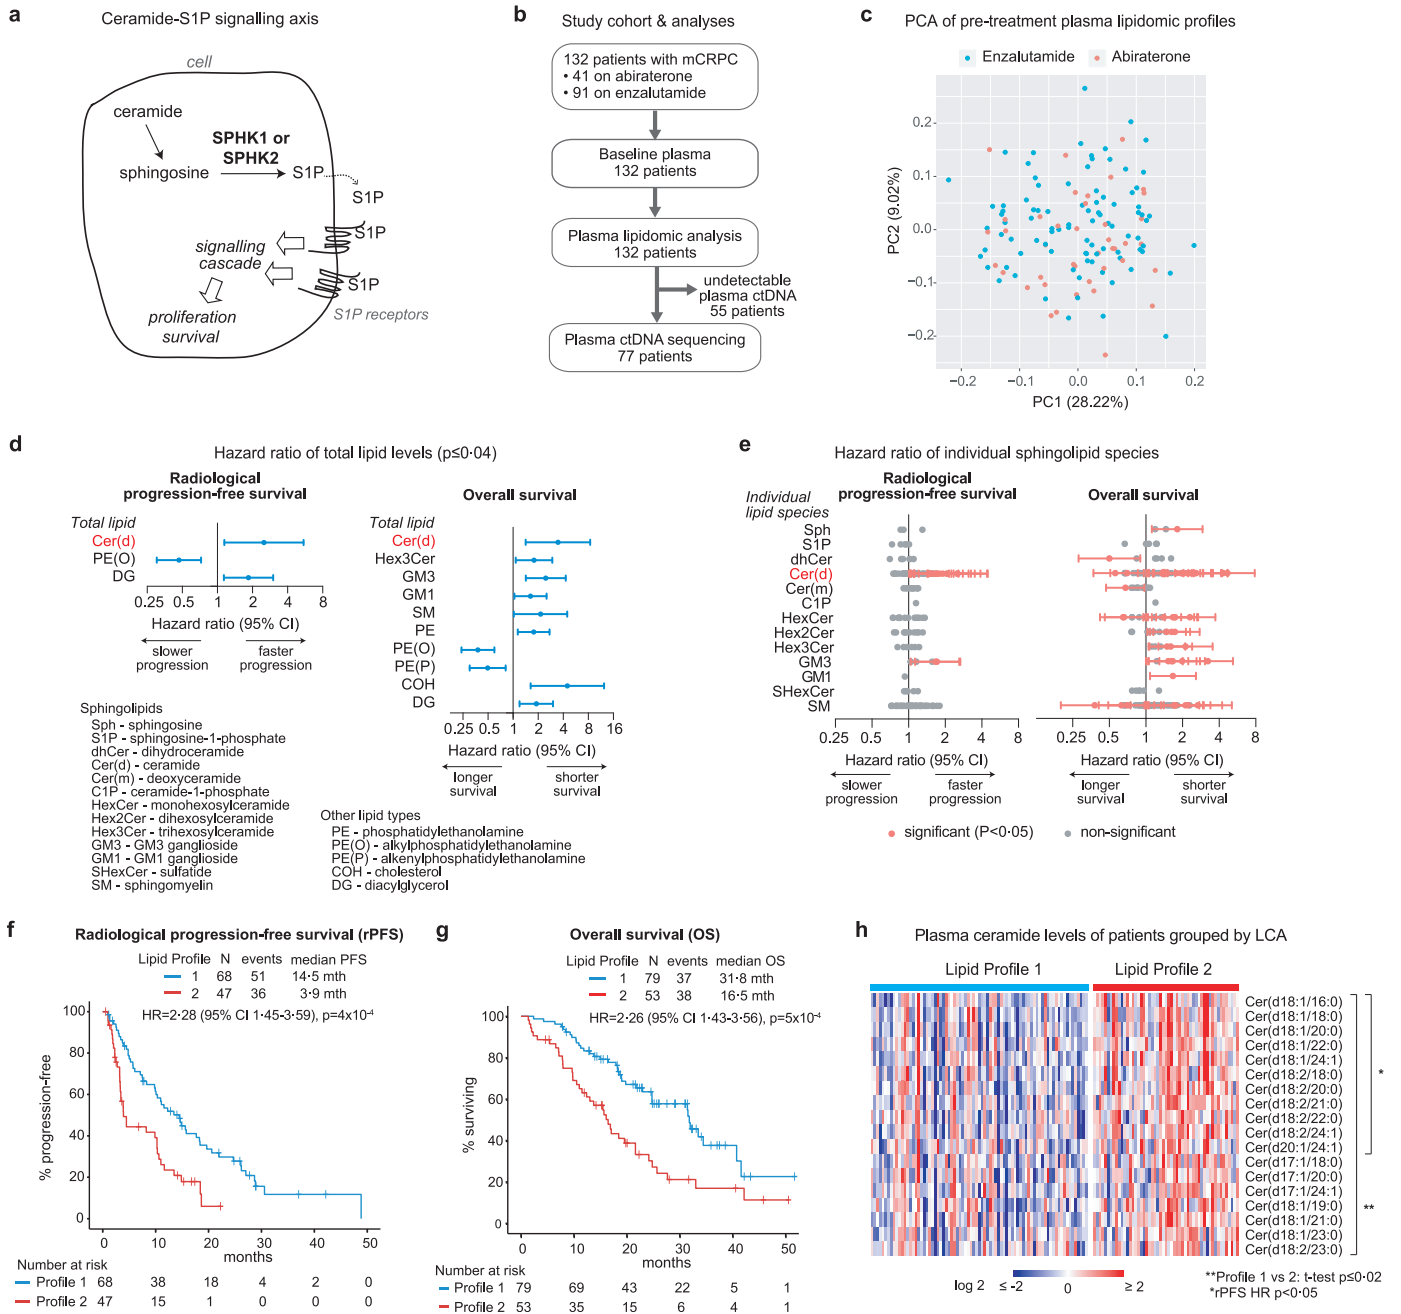 a
Ceramide-S1P signalling axis
cell
ceramide
SPHK1 or
SPHK2
sphingosine
S1P
S1P
S1P
signalling
cascade
S1P
proliferation
survival
S1P receptors
b
Study cohort & analyses
132 patients with mCRPC
• 41 on abiraterone
• 91 on enzalutamide
Baseline plasma
132 patients
Plasma lipidomic analysis
132 patients
undetectable
plasma ctDNA
55 patients
Plasma ctDNA sequencing
77 patients
c
PCA of pre-treatment plasma lipidomic profiles
Enzalutamide Abiraterone
PC2 (9.02%)
0.2
0.1
0.0
−0.1
−0.2
−0.2 −0.1 0.0 0.1 0.2
PC1 (28.22%)
d
Hazard ratio of total lipid levels (p≤0·04)
Radiological
progression-free survival
Total lipid
Cer(d)
PE(O)
DG
0.25 0.5 1 2 4 8
Hazard ratio (95% CI)
slower
progression
faster
progression
Overall survival
Total lipid
Cer(d)
Hex3Cer
GM3
GM1
SM
PE
PE(O)
PE(P)
COH
DG
0.25 0.5 1 2 4 8 16
Hazard ratio (95% CI)
longer
survival
shorter
survival
Sphingolipids
Sph - sphingosine
S1P - sphingosine-1-phosphate
dhCer - dihydroceramide
Cer(d) - ceramide
Cer(m) - deoxyceramide
C1P - ceramide-1-phosphate
HexCer - monohexosylceramide
Hex2Cer - dihexosylceramide
Hex3Cer - trihexosylceramide
GM3 - GM3 ganglioside
GM1 - GM1 ganglioside
SHexCer - sulfatide
SM - sphingomyelin
Other lipid types
PE - phosphatidylethanolamine
PE(O) - alkylphosphatidylethanolamine
PE(P) - alkenylphosphatidylethanolamine
COH - cholesterol
DG - diacylglycerol
e
Hazard ratio of individual sphingolipid species
Radiological
progression-free survival
Overall survival
Individual
lipid species
Sph
S1P
dhCer
Cer(d)
Cer(m)
C1P
HexCer
Hex2Cer
Hex3Cer
GM3
GM1
SHexCer
SM
0.25 0.5 1 2 4 8
Hazard ratio (95% CI)
slower
progression
faster
progression
0.25 0.5 1 2 4 8
Hazard ratio (95% CI)
longer
survival
shorter
survival
significant (P<0·05) non-significant
f
Radiological progression-free survival (rPFS)
Lipid Profile N events median PFS
1 68 51 14·5 mth
2 47 36 3·9 mth
HR=2·28 (95% CI 1·45-3·59), p=4x10-4
% progression-free
100
80
60
40
20
0
0 10 20 30 40 50
months
Number at risk
Profile 1 68 38 18 4 2 0
Profile 2 47 15 1 0 0 0
g
Overall survival (OS)
Lipid Profile N events median OS
1 79 37 31·8 mth
2 53 38 16·5 mth
HR=2·26 (95% CI 1·43-3·56), p=5x10-4
% surviving
100
80
60
40
20
0
0 10 20 30 40 50
months
Number at risk
Profile 1 79 69 43 22 5 1
Profile 2 53 35 15 6 4 1
h
Plasma ceramide levels of patients grouped by LCA
Lipid Profile 1 Lipid Profile 2
Cer(d18:1/16:0)
Cer(d18:1/18:0)
Cer(d18:1/20:0)
Cer(d18:1/22:0)
Cer(d18:1/24:1)
Cer(d18:2/18:0)
Cer(d18:2/20:0)
Cer(d18:2/21:0)
Cer(d18:2/22:0)
Cer(d18:2/24:1)
Cer(d20:1/24:1)
Cer(d17:1/18:0)
Cer(d17:1/20:0)
Cer(d17:1/24:1)
Cer(d18:1/19:0)
Cer(d18:1/21:0)
Cer(d18:1/23:0)
Cer(d18:2/23:0)
*
**
log 2 ≤ -2 0 ≥ 2
**Profile 1 vs 2: t-test p≤0·02
*rPFS HR p<0·05